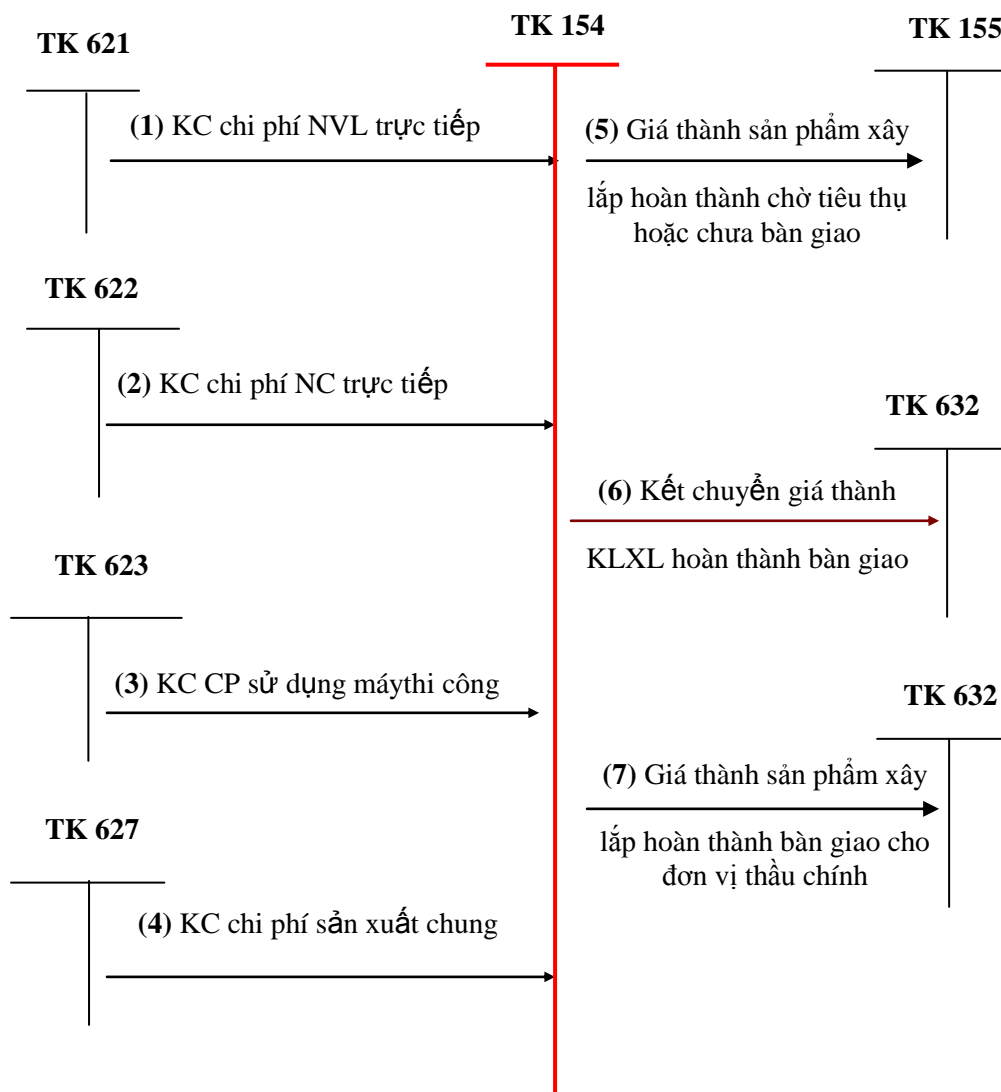 TK 621
TK 154
TK 155
(1) KC chi phí NVL trực tiếp
(5) Giá thành sản phẩm xây
lắp hoàn thành chờ tiêu thụ
hoặc chưa bàn giao
TK 622
(2) KC chi phí NC trực tiếp
TK 632
(6) Kết chuyển giá thành
KLXL hoàn thành bàn giao
TK 623
(3) KC CP sử dụng máythi công
TK 632
(7) Giá thành sản phẩm xây
lắp hoàn thành bàn giao cho
đơn vị thầu chính
TK 627
(4) KC chi phí sản xuất chung